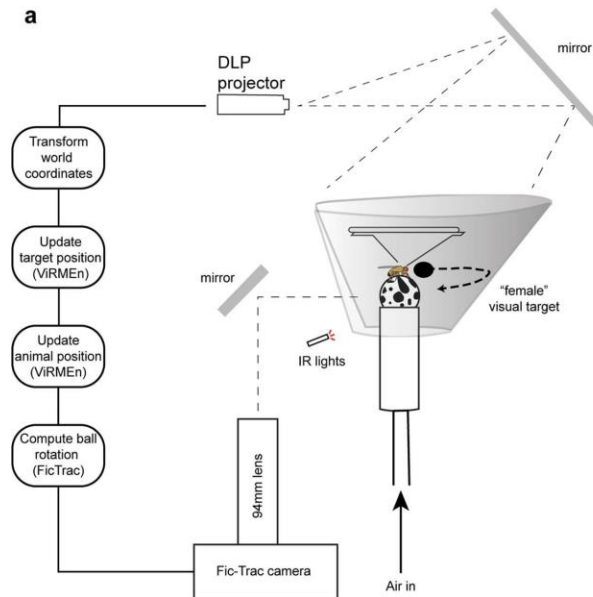 a
DLP
projector
mirror
Transform
world
coordinates
Update
target position
(ViRMEn)
mirror
"female"
visual target
Update
animal position
(ViRMEn)
IR lights
Compute ball
rotation
(FicTrac)
94mm lens
Fic-Trac camera
Air in